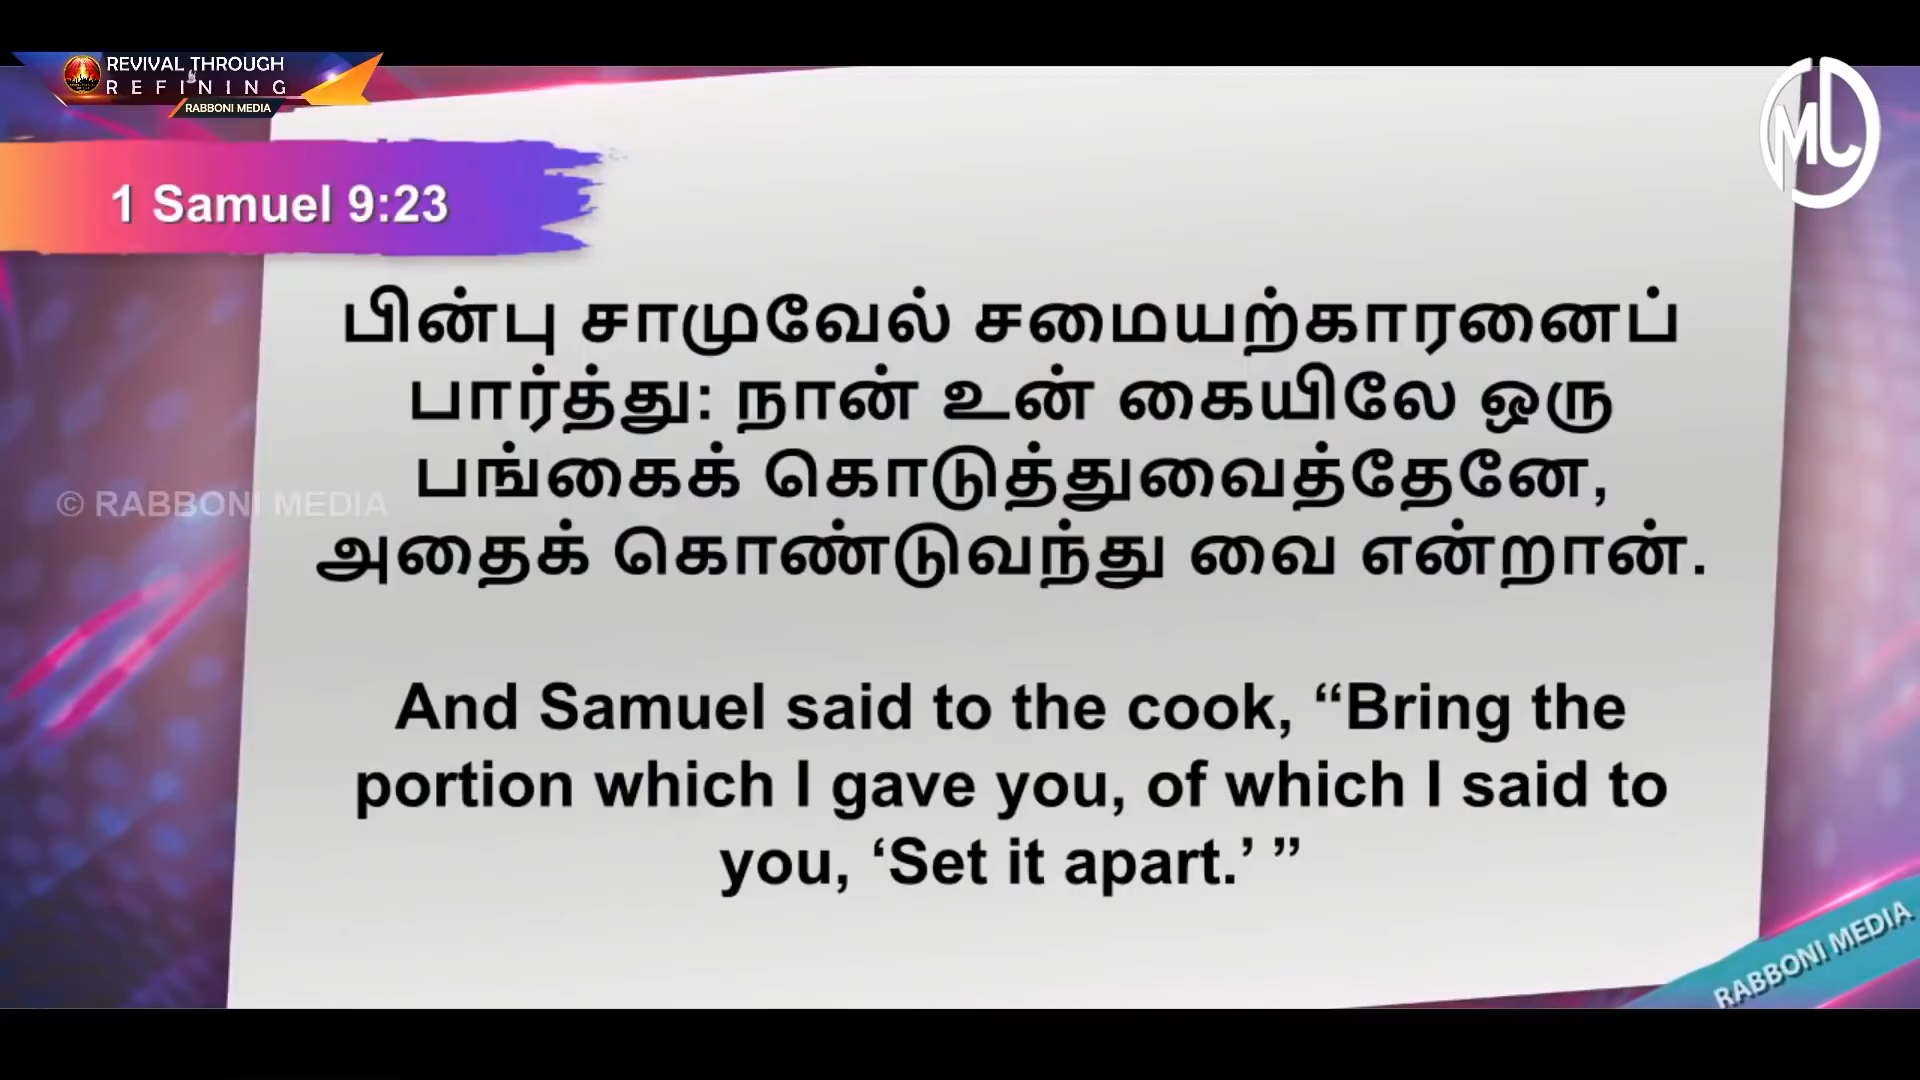 REVIVAL THROUGH
REFINING
RABBONI MEDIA
1 Samuel 9:23
பின்பு சாமுவேல் சமையற்காரனைப்
பார்த்து: நான் உன் கையிலே ஒரு
பங்கைக் கொடுத்துவைத்தேனே,
அதைக் கொண்டுவந்து வை என்றான்.
© RABBONI MEDIA
And Samuel said to the cook, “Bring the
portion which I gave you, of which I said to
you, ‘Set it apart.’ ”
RABBONI MEDIA